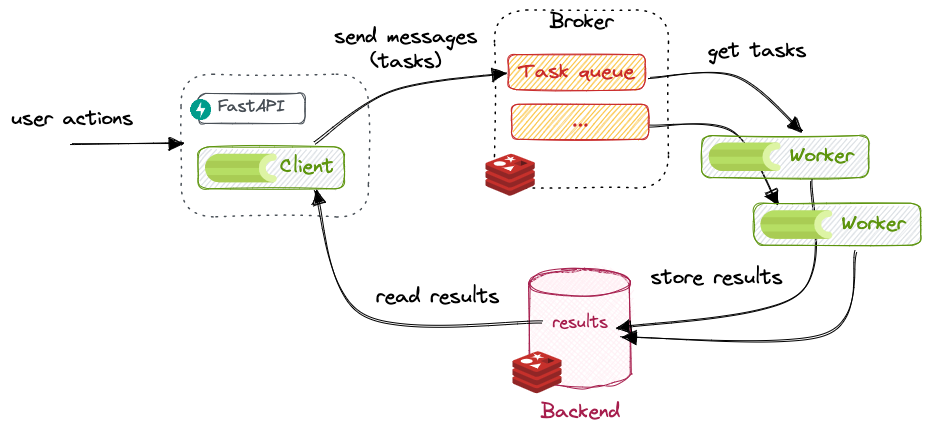 Broker
send messages
(tasks)
get tasks
Task queue
FastAPI
user actions
...
Client
Worker
Worker
store results
read results
results
Backend